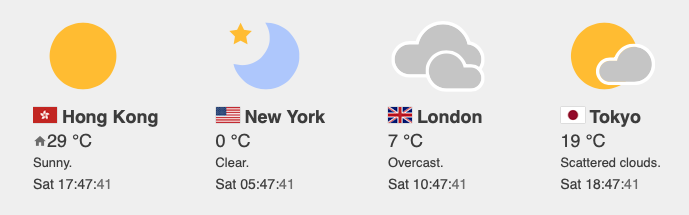 Hong Kong
29 °C
Sunny.
Sat 17:47:41
New York
0 °C
Clear.
Sat 05:47:41
London
7 °C
Overcast.
Sat 10:47:41
Tokyo
19 °C
Scattered clouds.
Sat 18:47:41